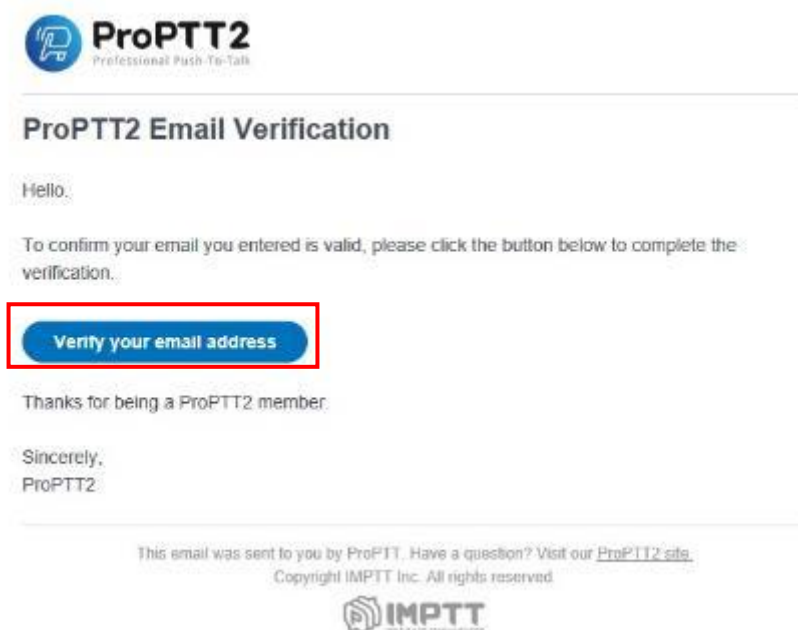 ProPTT2
Professional Push-To-Talk
ProPTT2 Email Verification
Hello.
To confirm your email you entered is valid, please click the button below to complete the
verification.
Verify your email address
Thanks for being a ProPTT2 member.
Sincerely,
ProPTT2
This email was sent to you by ProPTT. Have a question? Visit our ProPTT2 site.
Copyright IMPTT Inc. All rights reserved.
IMPTT